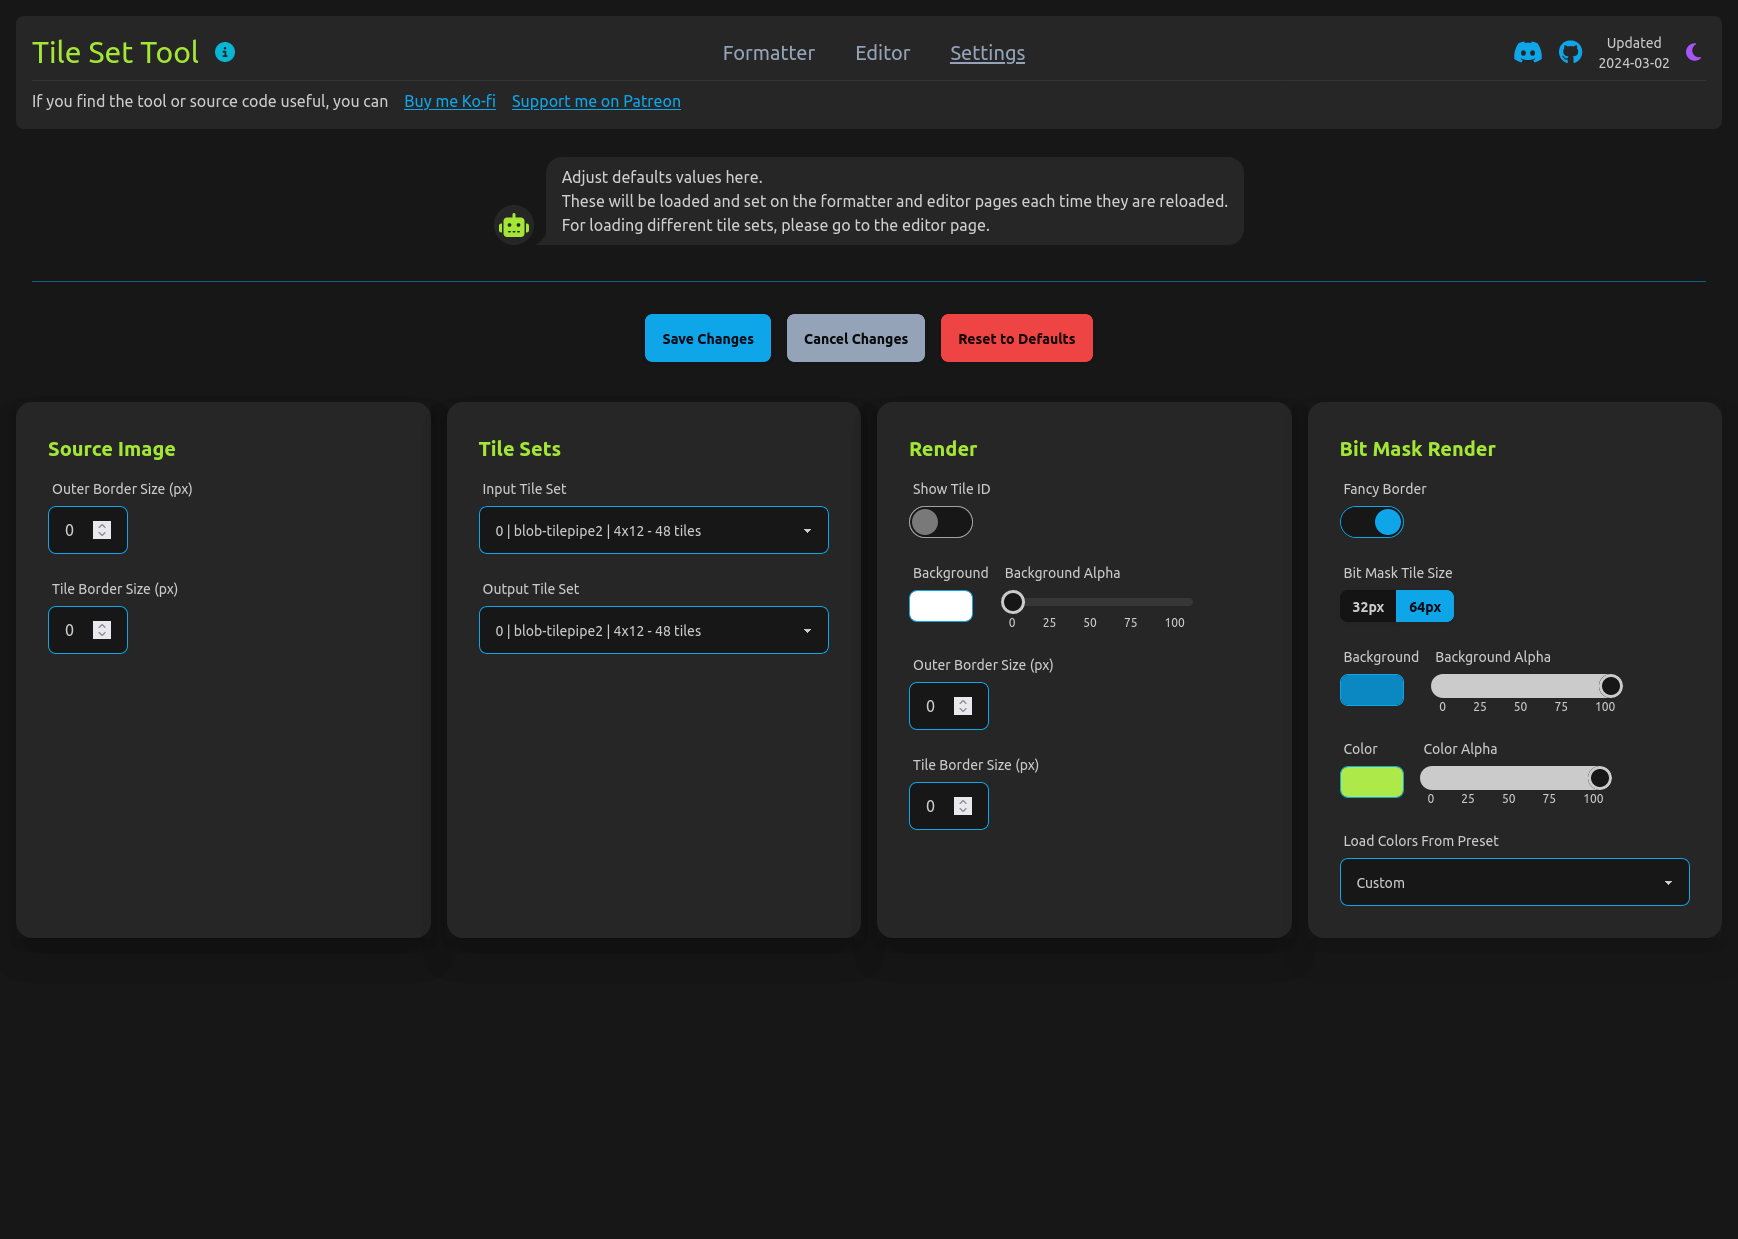 Tile Set Tool
Formatter
Editor
Settings
Updated
2024-03-02
If you find the tool or source code useful, you can Buy me Ko-fi Support me on Patreon
Adjust defaults values here.
These will be loaded and set on the formatter and editor pages each time they are reloaded.
For loading different tile sets, please go to the editor page.
Save Changes
Cancel Changes
Reset to Defaults
Source Image
Outer Border Size (px)
0
Tile Border Size (px)
0
Tile Sets
Input Tile Set
0 | blob-tilepipe2 | 4x12 - 48 tiles
Output Tile Set
0 | blob-tilepipe2 | 4x12 - 48 tiles
Render
Show Tile ID
Background
Background Alpha
0 25 50 75 100
Outer Border Size (px)
0
Tile Border Size (px)
0
Bit Mask Render
Fancy Border
Bit Mask Tile Size
32px 64px
Background
Background Alpha
0 25 50 75 100
Color
Color Alpha
0 25 50 75 100
Load Colors From Preset
Custom